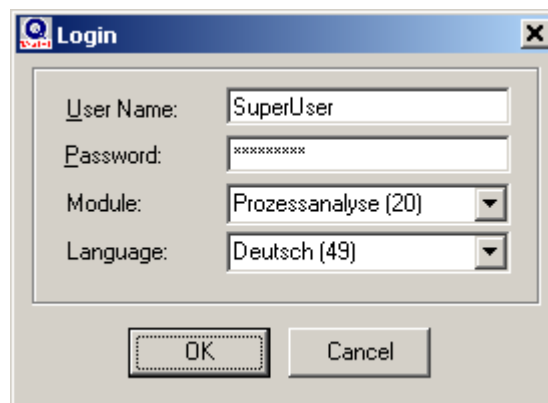 Login
User Name: SuperUser
Password: *********
Module: Prozessanalyse (20)
Language: Deutsch (49)
OK Cancel